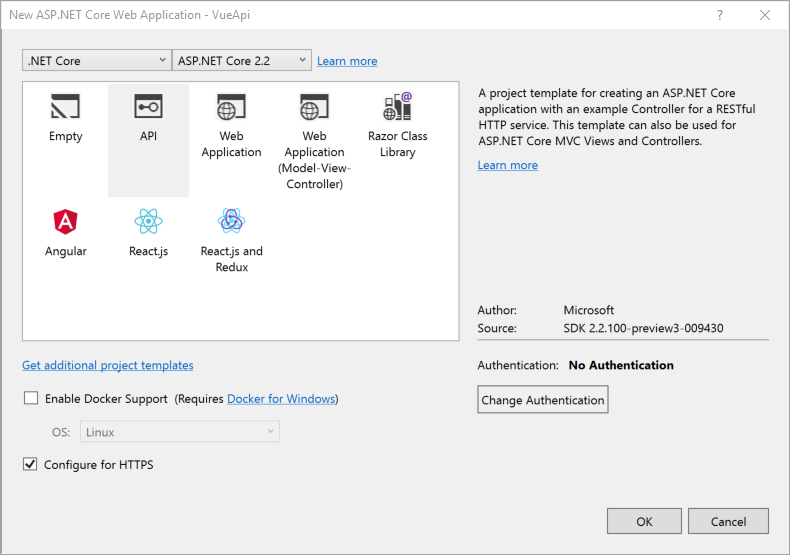 New ASP.NET Core Web Application - VueApi
?
.NET Core
ASP.NET Core 2.2
Learn more
Empty
API
Web
Application
Web
Application
(Model-View-
Controller)
Razor Class
Library
Angular
React.js
React.js and
Redux
A project template for creating an ASP.NET Core
application with an example Controller for a RESTful
HTTP service. This template can also be used for
ASP.NET Core MVC Views and Controllers.
Learn more
Author: Microsoft
Source: SDK 2.2.100-preview3-009430
Get additional project templates
Authentication: No Authentication
Change Authentication
Enable Docker Support (Requires Docker for Windows)
OS: Linux
Configure for HTTPS
OK
Cancel